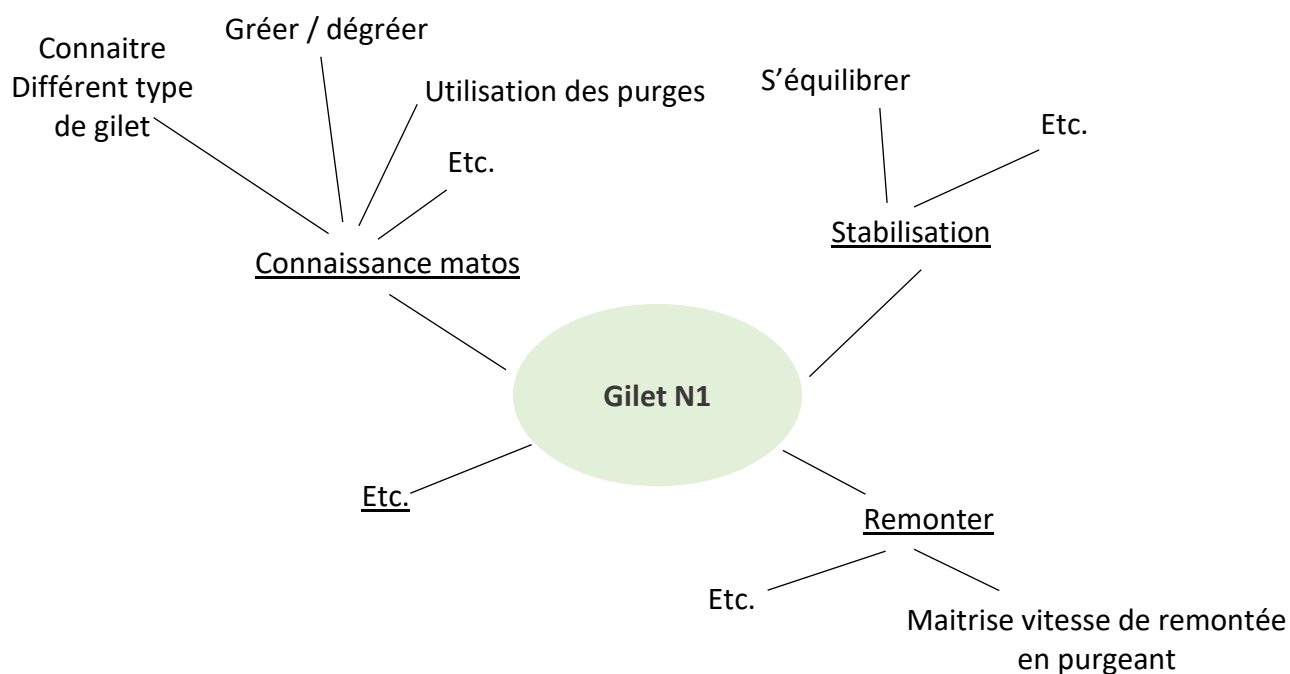 Connaitre
Différent type
de gilet
Gréer / dégréer
Utilisation des purges
Etc.
Connaissance matos
S’équilibrer
Etc.
Stabilisation
Gilet N1
Etc.
Remonter
Etc.
Maitrise vitesse de remontée
en purgeant